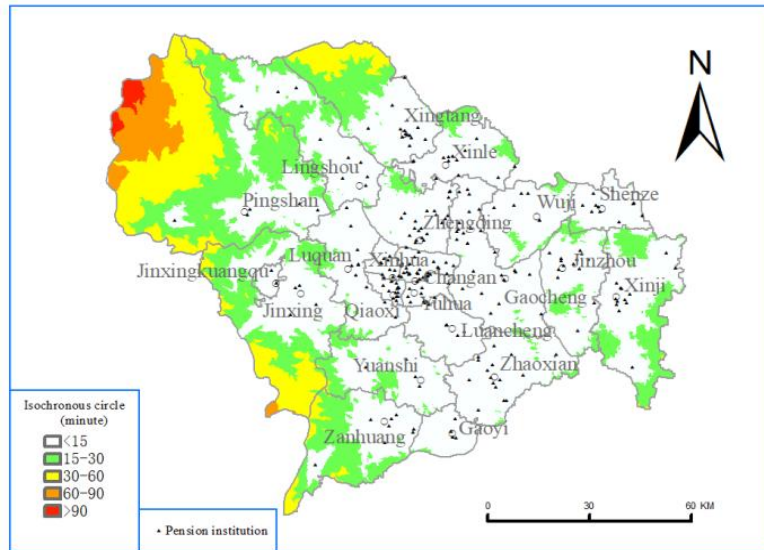 N
Xingtang
Xinle
Lingshou
Wuji
Shenze
Pingshan
Zhengding
Luquan
Xinhua
Jinzhou
Jinxingkuangqu
Changan
Xinji
Gaocheng
Jinxing
Qiaoxi
Yuhua
Luancheng
Yuanshi
Zhaoxian
Zanhuang
Gaoyi
Isochronous circle
(minute)
<15
15-30
30-60
60-90
>90
Pension institution
0 30 60 KM